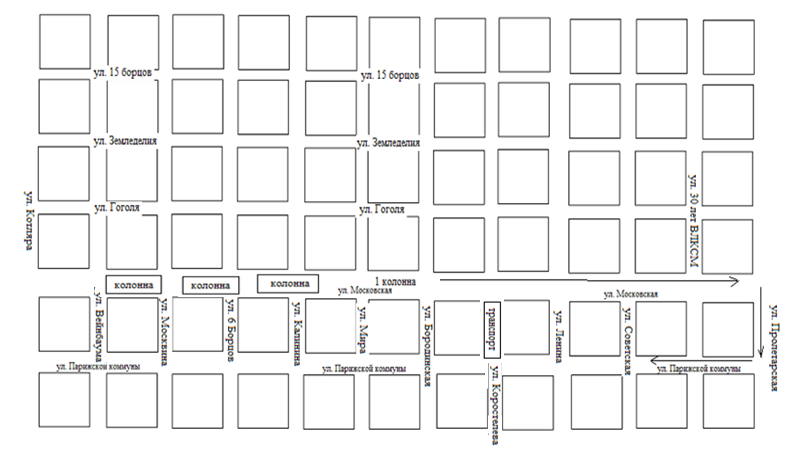 ул. 15 борцов
ул. 15 борцов
ул. Земледелия
ул. Земледелия
ул. Котляра
ул. Гоголя
ул. Гоголя
ул. 30 лет ВЛКСМ
колонна
колонна
колонна
1 колонна
ул. Московская
ул. Московская
ул. Вейнбаума
ул. Москвина
ул. 6 Борцов
ул. Калинина
ул. Мира
ул. Бородинская
транспорт
ул. Коростелева
ул. Ленина
ул. Советская
ул. Пролетарская
ул. Парижской коммуны
ул. Парижской коммуны
ул. Парижской коммуны